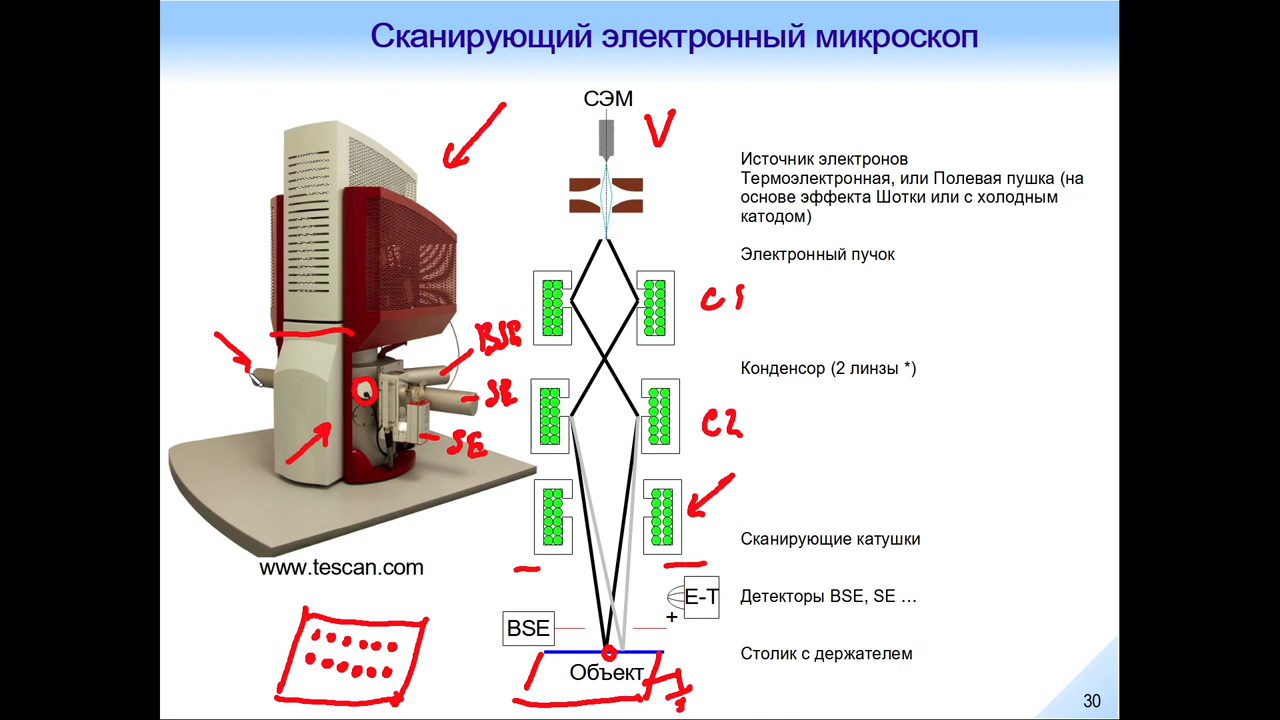 Сканирующий электронный микроскоп
СЭМ
V
Источник электронов
Термоэлектронная, или Полевая пушка (на
основе эффекта Шотки или с холодным
катодом)
Электронный пучок
C1
BSE
Конденсор (2 линзы *)
SE
C2
SE
Сканирующие катушки
www.tescan.com
E-T
Детекторы BSE, SE ...
+
BSE
Столик с держателем
Объект
30